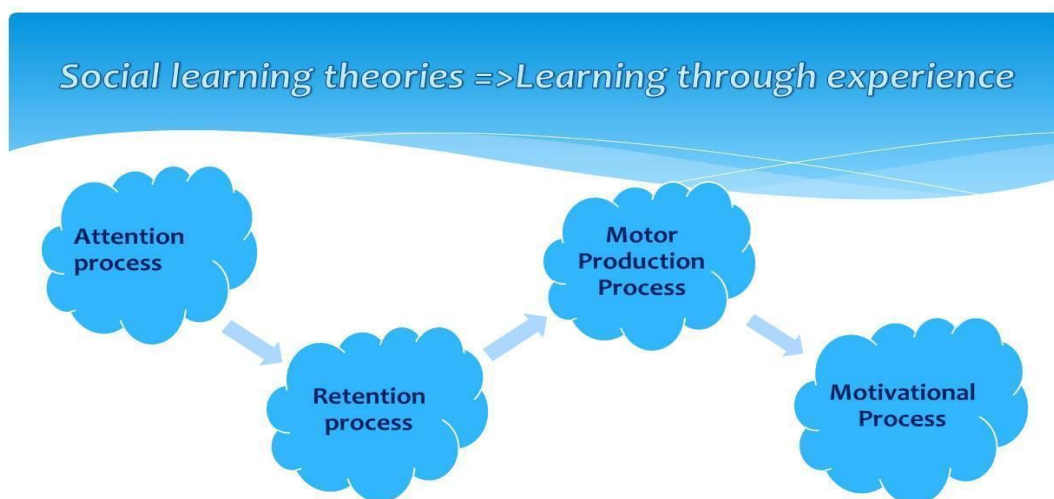 Social learning theories =>Learning through experience
Attention
process
Retention
process
Motor
Production
Process
Motivational
Process